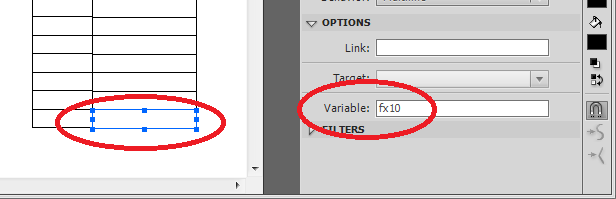 OPTIONS
Link:
Target:
Variable: fx10
FILTERS